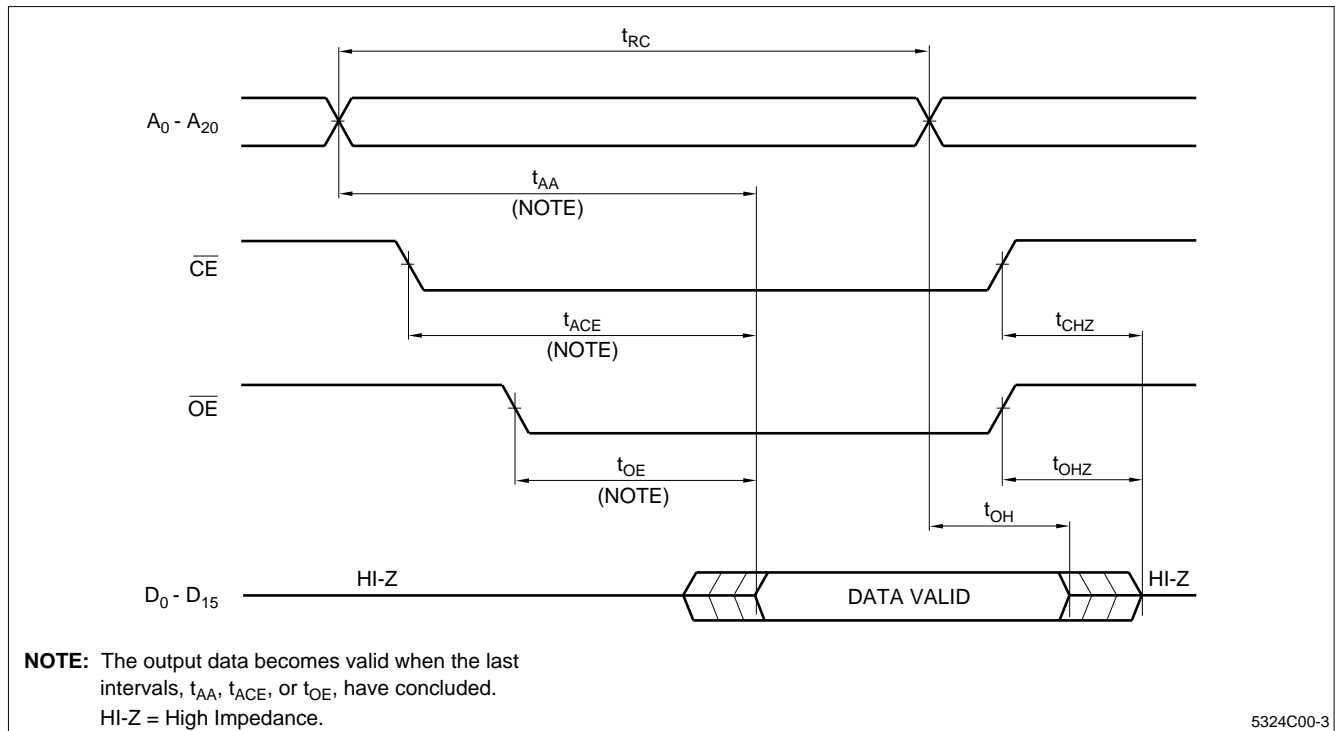 tRC
A0 - A20
tAA
(NOTE)
CE
tACE
(NOTE)
tCHZ
OE
tOE
(NOTE)
tOHZ
tOH
D0 - D15
HI-Z
DATA VALID
HI-Z
NOTE: The output data becomes valid when the last
intervals, tAA, tACE, or tOE, have concluded.
HI-Z = High Impedance.
5324C00-3